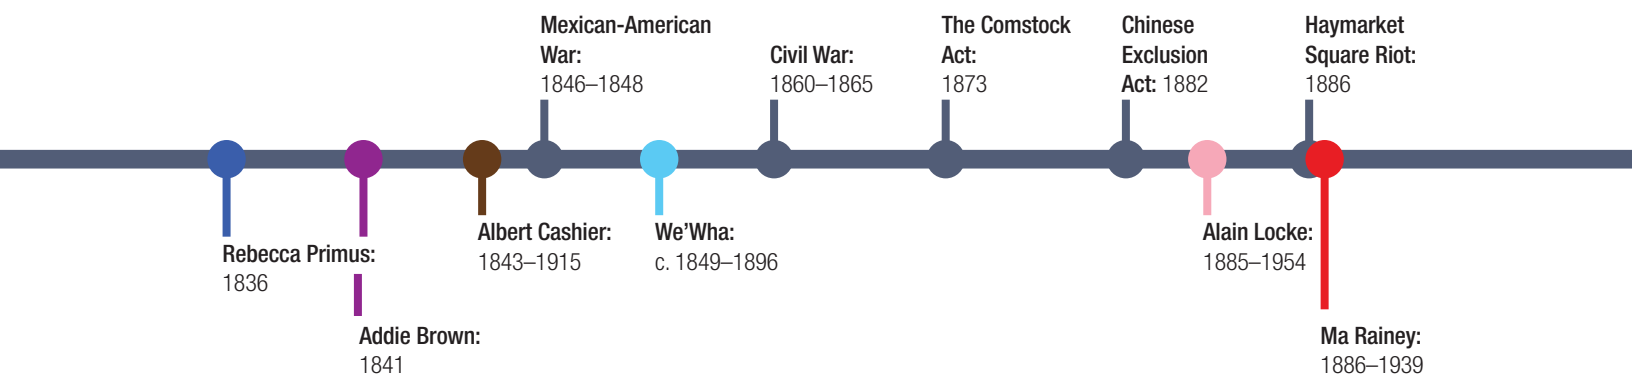 Mexican-American
War:
1846–1848
Civil War:
1860–1865
The Comstock
Act:
1873
Chinese
Exclusion
Act: 1882
Haymarket
Square Riot:
1886
Rebecca Primus:
1836
Addie Brown:
1841
Albert Cashier:
1843–1915
We’Wha:
c. 1849–1896
Alain Locke:
1885–1954
Ma Rainey:
1886–1939